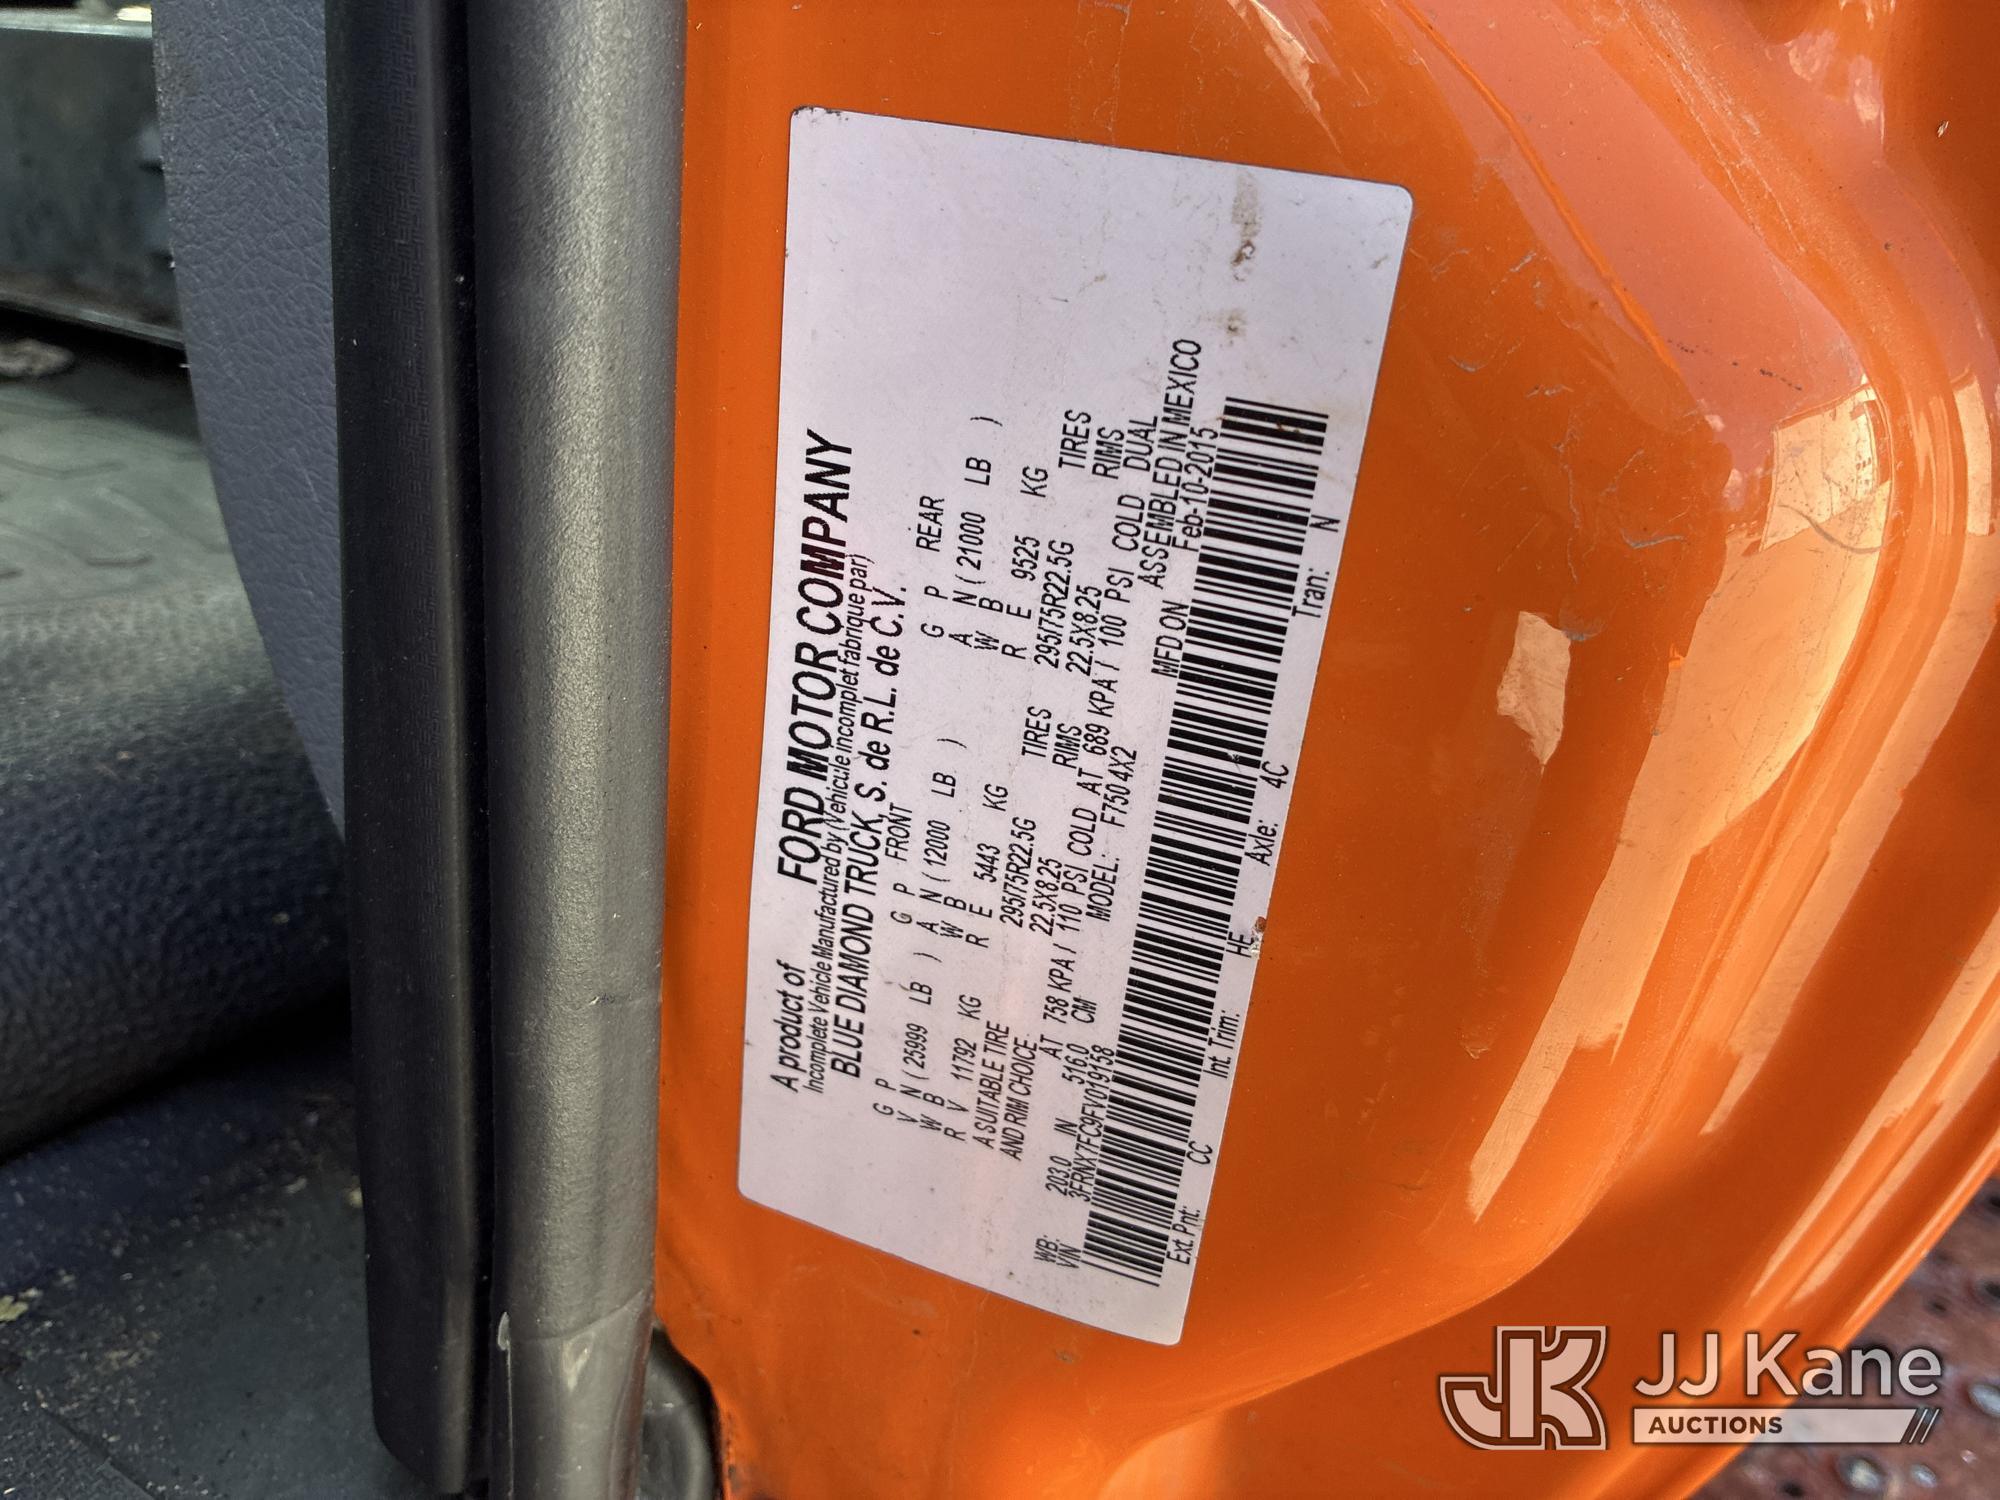 A product of FORD MOTOR COMPANY
Incomplete Vehicle Manufactured by (Vehicule incomplet fabrique par)
BLUE DIAMOND TRUCK, S. de R.L. de C.V.
G P G P FRONT G P REAR
V N ( 25999 LB ) A N ( 12000 LB ) A N ( 21000 LB )
W B W B W B
R V 11792 KG R E 5443 KG R E 9525 KG
A SUITABLE TIRE 295/75R22.5G TIRES 295/75R22.5G TIRES
AND RIM CHOICE. 22.5X8.25 RIMS 22.5X8.25 RIMS
AT 758 KPA / 110 PSI COLD AT 689 KPA / 100 PSI COLD DUAL
WB: 203.0 IN 516.0 CM MODEL: F750 4X2 ASSEMBLED IN MEXICO
VIN 3FRNX7FC9FV019158 MFD ON Feb-10-2015
Ext. Pnt: CC Int. Trim: HE Axle: 4C Tran: N
JK JJ Kane
AUCTIONS